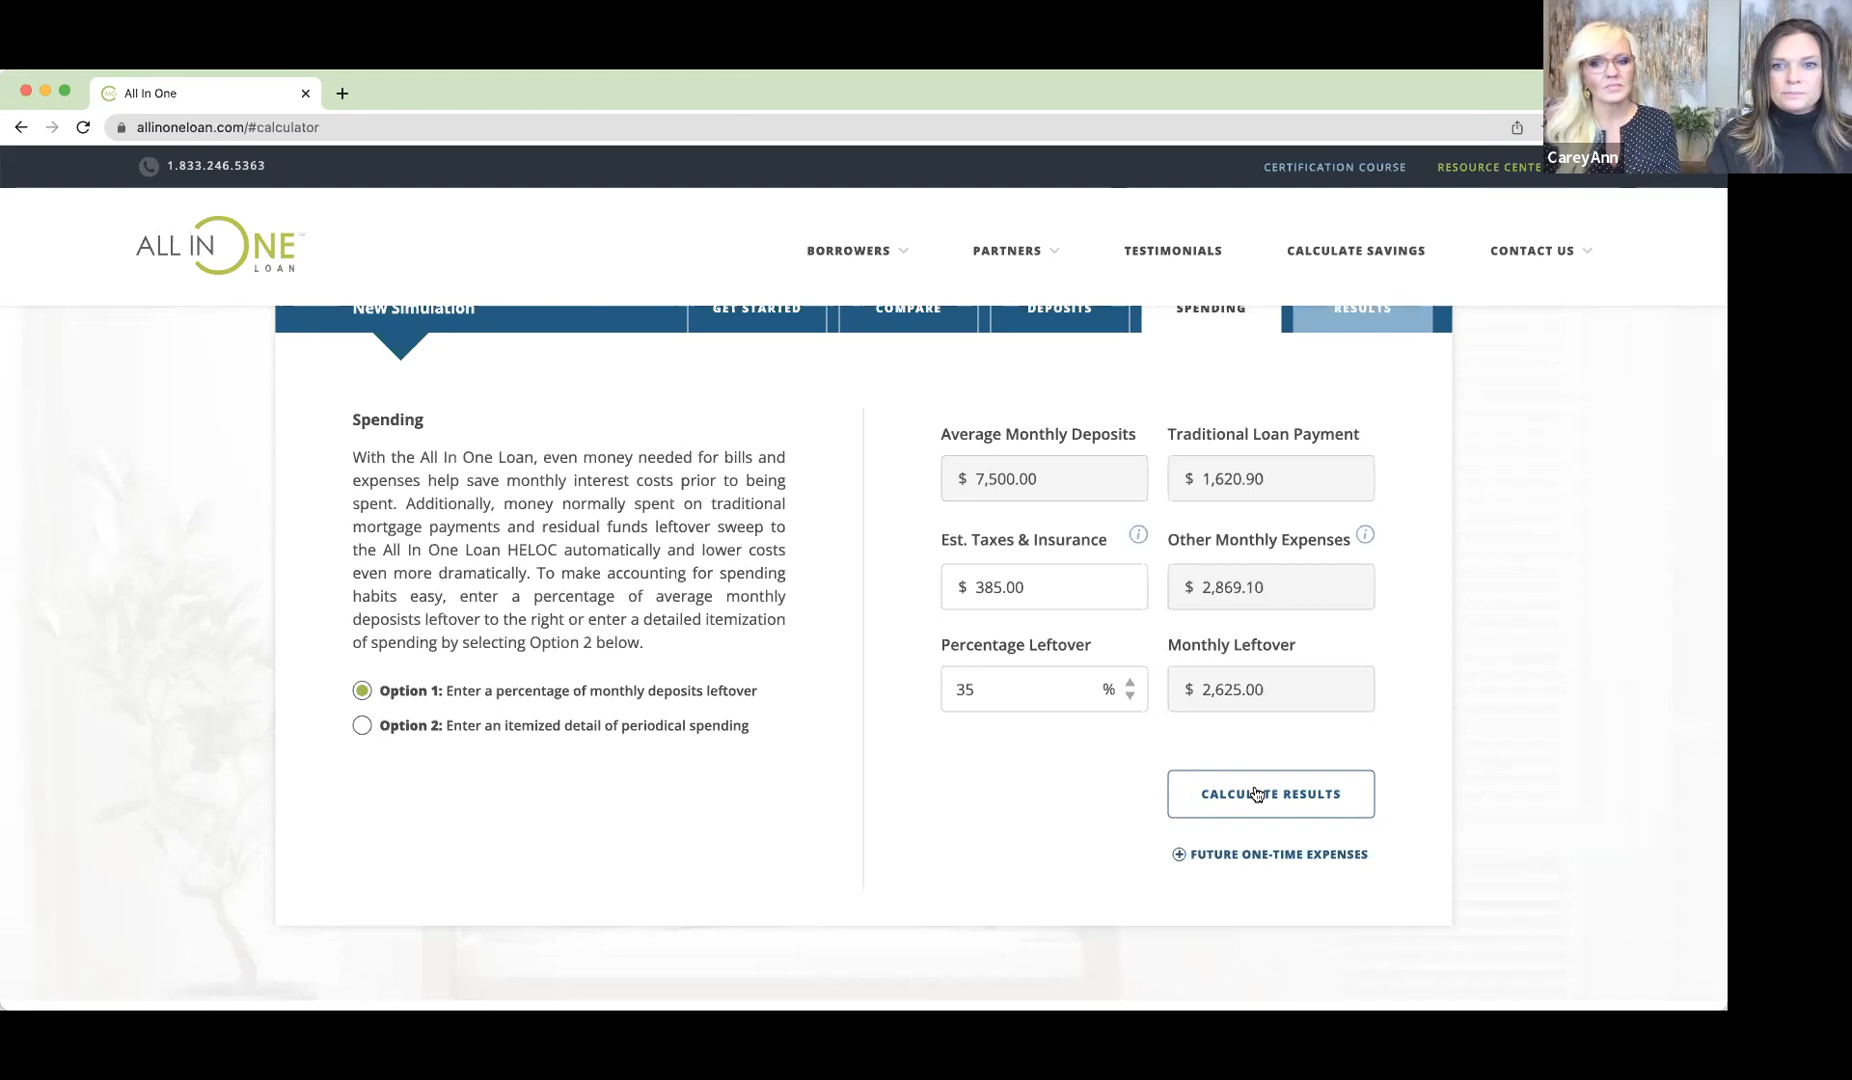 All In One
allinoneloan.com/#calculator
CareyAnn
1.833.246.5363
CERTIFICATION COURSE
RESOURCE CENTE
ALL IN ONE
LOAN
BORROWERS
PARTNERS
TESTIMONIALS
CALCULATE SAVINGS
CONTACT US
New Simulation
GET STARTED
COMPARE
DEPOSITS
SPENDING
RESULTS
Spending
With the All In One Loan, even money needed for bills and
expenses help save monthly interest costs prior to being
spent. Additionally, money normally spent on traditional
mortgage payments and residual funds leftover sweep to
the All In One Loan HELOC automatically and lower costs
even more dramatically. To make accounting for spending
habits easy, enter a percentage of average monthly
deposits leftover to the right or enter a detailed itemization
of spending by selecting Option 2 below.
Option 1: Enter a percentage of monthly deposits leftover
Option 2: Enter an itemized detail of periodical spending
Average Monthly Deposits
$ 7,500.00
Traditional Loan Payment
$ 1,620.90
Est. Taxes & Insurance
$ 385.00
Other Monthly Expenses
$ 2,869.10
Percentage Leftover
35 %
Monthly Leftover
$ 2,625.00
CALCULATE RESULTS
FUTURE ONE-TIME EXPENSES